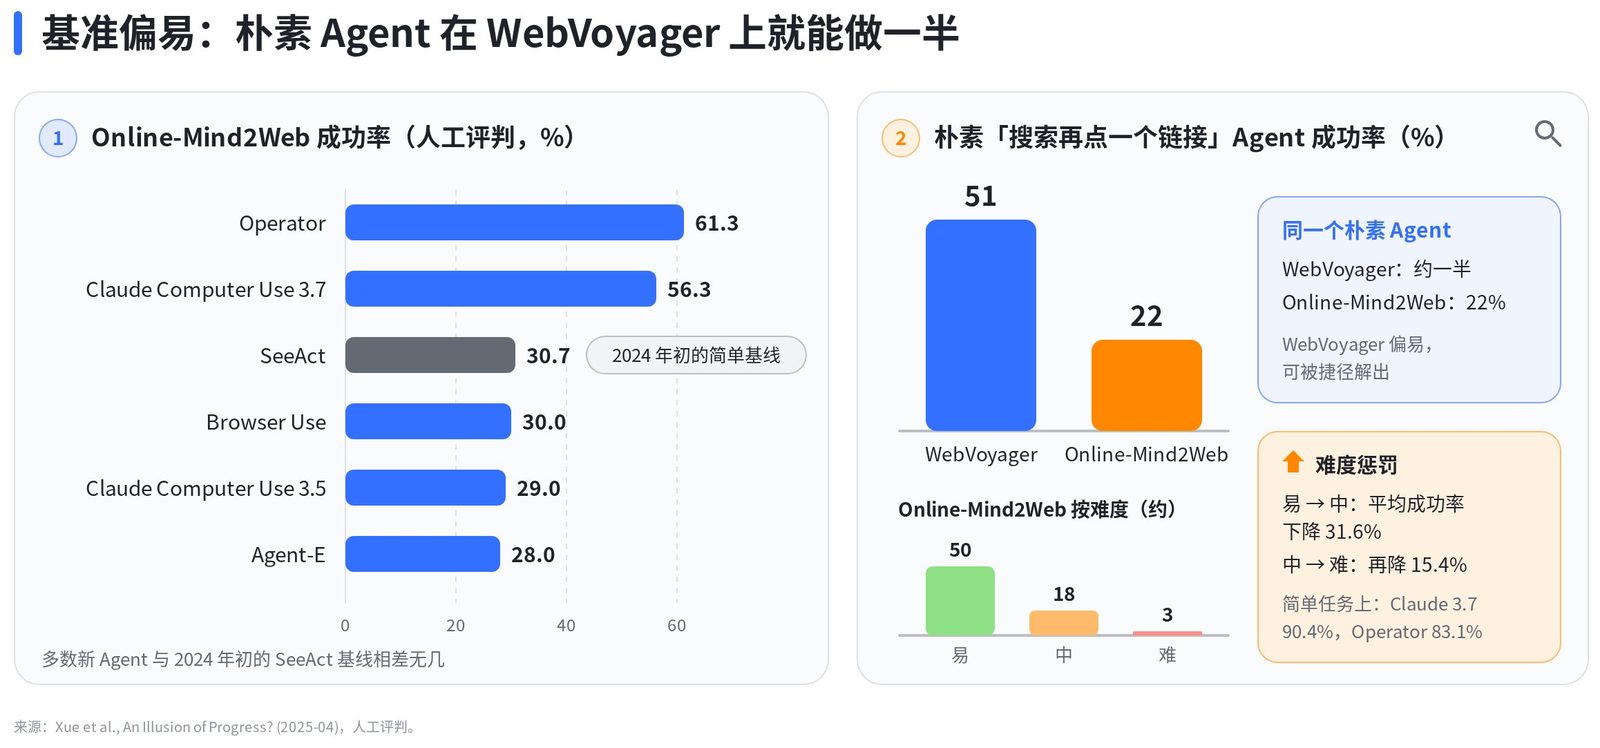 基准偏易：朴素 Agent 在 WebVoyager 上就能做一半
1
Online-Mind2Web 成功率（人工评判，%）
Operator
61.3
Claude Computer Use 3.7
56.3
SeeAct
30.7
2024 年初的简单基线
Browser Use
30.0
Claude Computer Use 3.5
29.0
Agent-E
28.0
0 20 40 60
多数新 Agent 与 2024 年初的 SeeAct 基线相差无几
2
朴素「搜索再点一个链接」Agent 成功率（%）
51
22
WebVoyager
Online-Mind2Web
Online-Mind2Web 按难度（约）
50
18
3
易
中
难
同一个朴素 Agent
WebVoyager：约一半
Online-Mind2Web：22%
WebVoyager 偏易，
可被捷径解出
难度惩罚
易 → 中：平均成功率
下降 31.6%
中 → 难：再降 15.4%
简单任务上：Claude 3.7
90.4%，Operator 83.1%
来源：Xue et al., An Illusion of Progress? (2025-04)，人工评判。